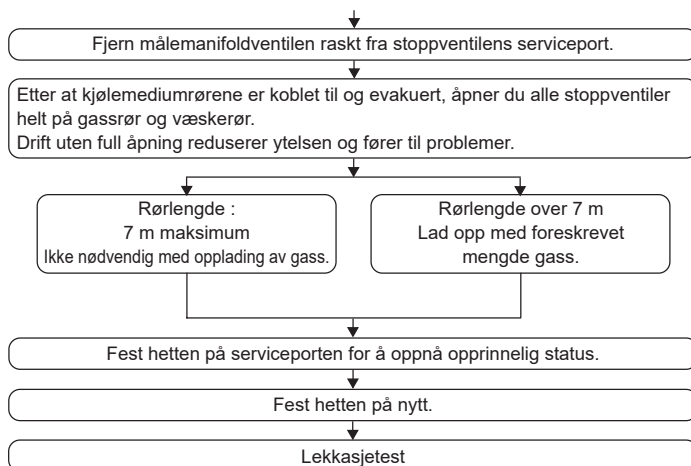 Fjern målemanifoldventilen raskt fra stoppventilens serviceport.
Etter at kjølemediumrørene er koblet til og evakuert, åpner du alle stoppventiler
helt på gassrør og væskerør.
Drift uten full åpning reduserer ytelsen og fører til problemer.
Rørlengde :
7 m maksimum
Ikke nødvendig med opplading av gass.
Rørlengde over 7 m
Lad opp med foreskrevet
mengde gass.
Fest hetten på serviceporten for å oppnå opprinnelig status.
Fest hetten på nytt.
Lekkasjetest